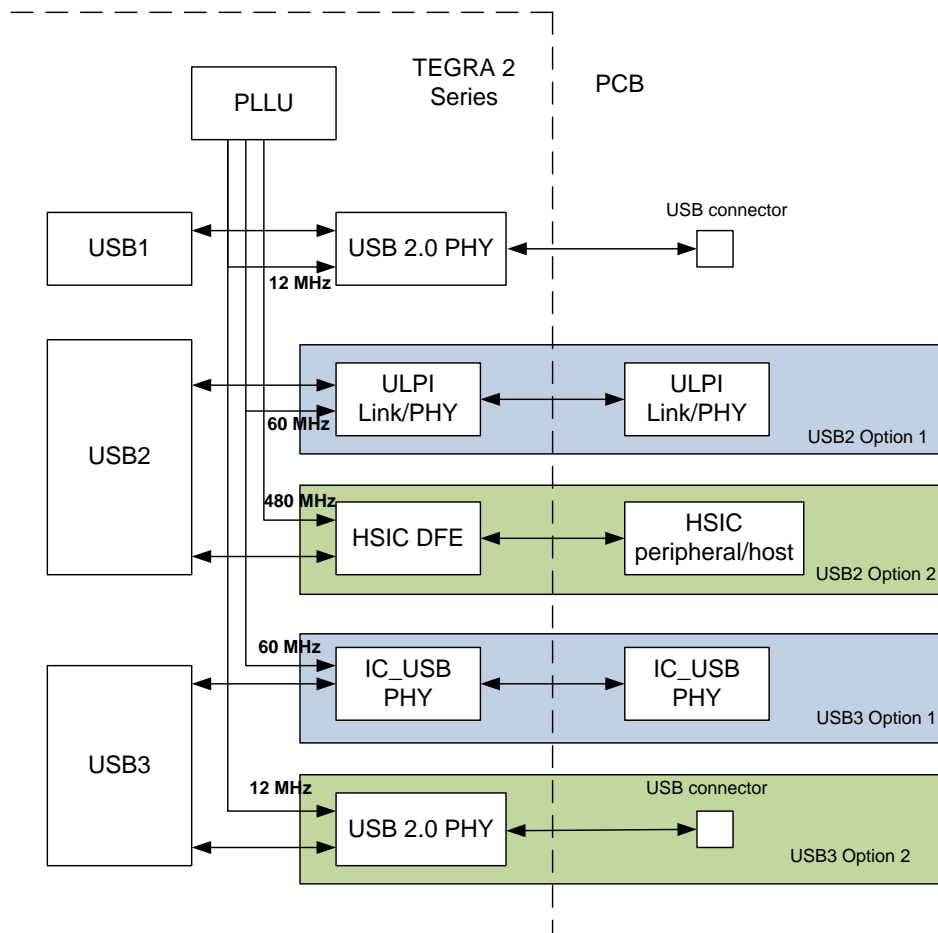 TEGRA 2
Series
PCB
PLLU
USB connector
USB1
USB 2.0 PHY
12 MHz
ULPI
Link/PHY
ULPI
Link/PHY
60 MHz
USB2 Option 1
USB2
480 MHz
HSIC DFE
HSIC
peripheral/host
USB2 Option 2
60 MHz
IC_USB
PHY
IC_USB
PHY
USB3 Option 1
USB3
12 MHz
USB connector
USB 2.0 PHY
USB3 Option 2